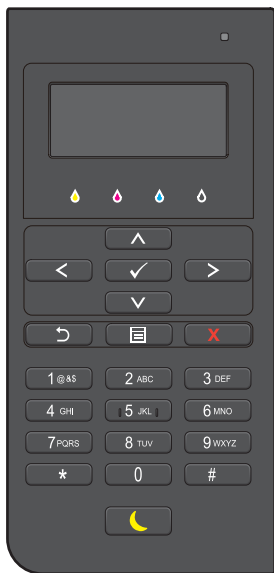 X
1@&$ 2 ABC 3 DEF
4 GHI 5 JKL 6 MNO
7 PQRS 8 TUV 9 WXYZ
* 0 #